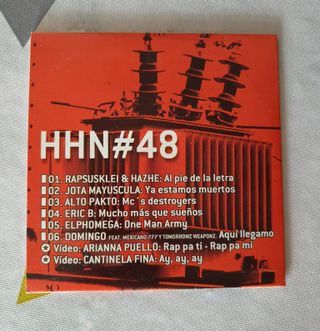 HHN#48
01. RAPSUSKLEI & HAZHE: Al pie de la letra
02. JOTA MAYUSCULA: Ya estamos muertos
03. ALTO PAKTO: Mc´s destroyers
04. ERIC B: Mucho más que sueños
05. ELPHOMEGA: One Man Army
06. DOMINGO FEAT. MEXICANO 777 Y TOMORROWZ WEAPONZ. Aquí llegamo
Vídeo: ARIANNA PUELLO: Rap pa ti - Rap pa mi
Vídeo: CANTINELA FINA: Ay, ay, ay